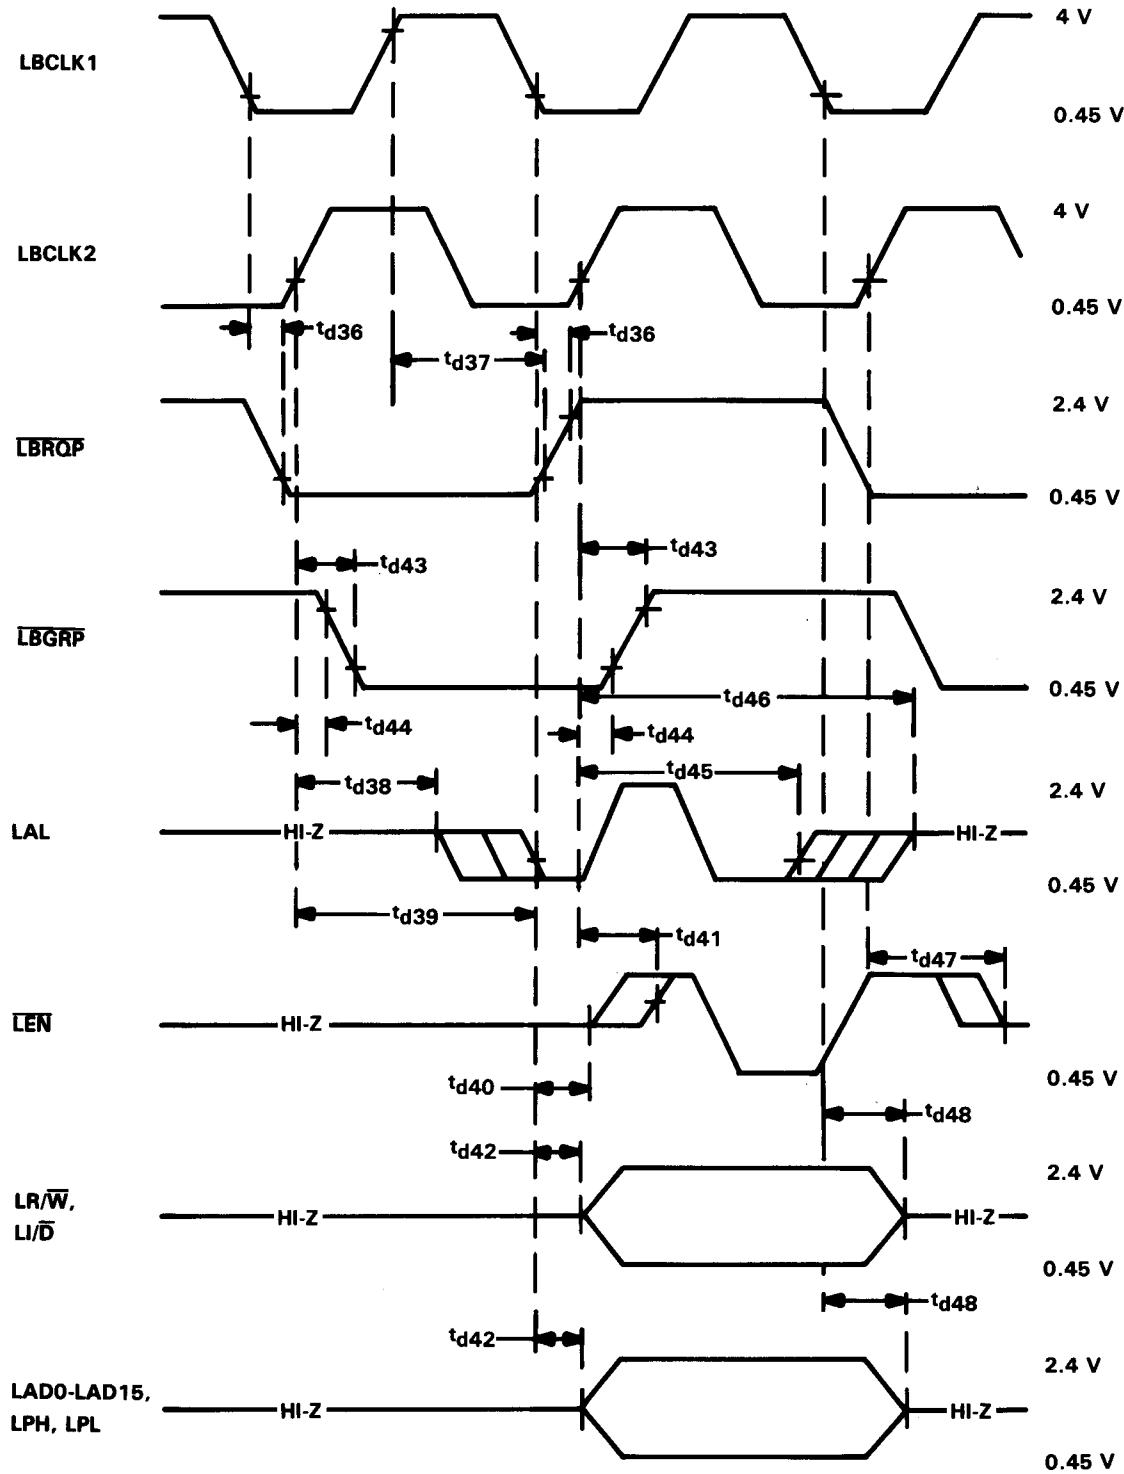 4 V
LBCLK1
0.45 V
4 V
LBCLK2
0.45 V
td36
td36
td37
2.4 V
LBRQP
0.45 V
td43
td43
2.4 V
LBGRP
0.45 V
td46
td44
td44
td38
td45
2.4 V
LAL
HI-Z
HI-Z
0.45 V
td39
td41
td47
LEN
HI-Z
0.45 V
td40
td48
td42
2.4 V
LR/W,
LI/D
HI-Z
HI-Z
0.45 V
td48
td42
2.4 V
LAD0-LAD15,
LPH, LPL
HI-Z
HI-Z
0.45 V